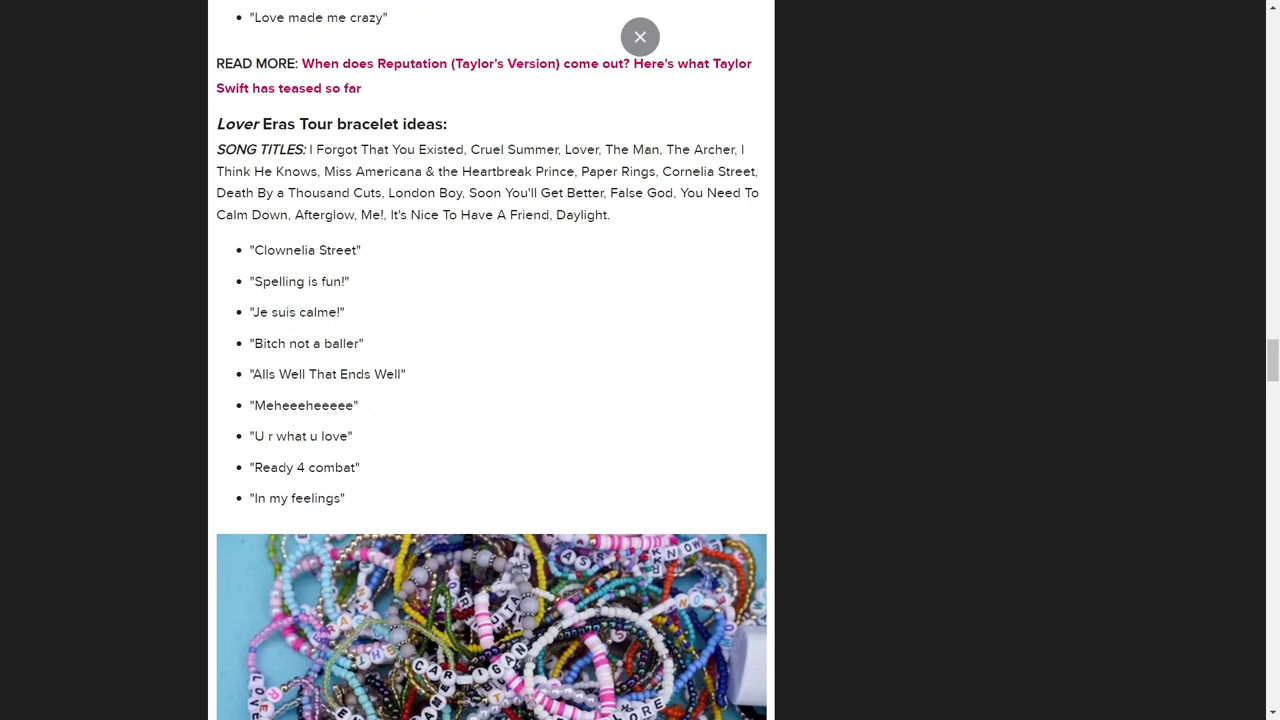 "Love made me crazy"
READ MORE: When does Reputation (Taylor's Version) come out? Here's what Taylor
Swift has teased so far
Lover Eras Tour bracelet ideas:
SONG TITLES: I Forgot That You Existed, Cruel Summer, Lover, The Man, The Archer, I
Think He Knows, Miss Americana & the Heartbreak Prince, Paper Rings, Cornelia Street,
Death By a Thousand Cuts, London Boy, Soon You'll Get Better, False God, You Need To
Calm Down, Afterglow, Me!, It's Nice To Have A Friend, Daylight.
"Clownelia Street"
"Spelling is fun!"
"Je suis calme!"
"Bitch not a baller"
"Alls Well That Ends Well"
"Meheeeheeeee"
"U r what u love"
"Ready 4 combat"
"In my feelings"
KNOW
CARDIGAN